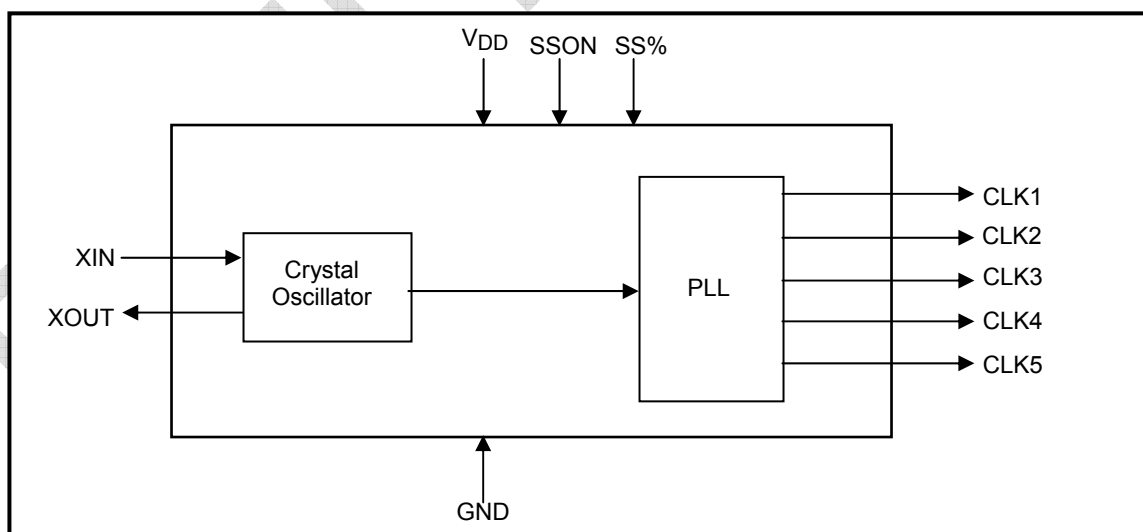 VDD SSON SS%
CLK1
CLK2
XIN
Crystal
Oscillator
PLL
CLK3
XOUT
CLK4
CLK5
GND